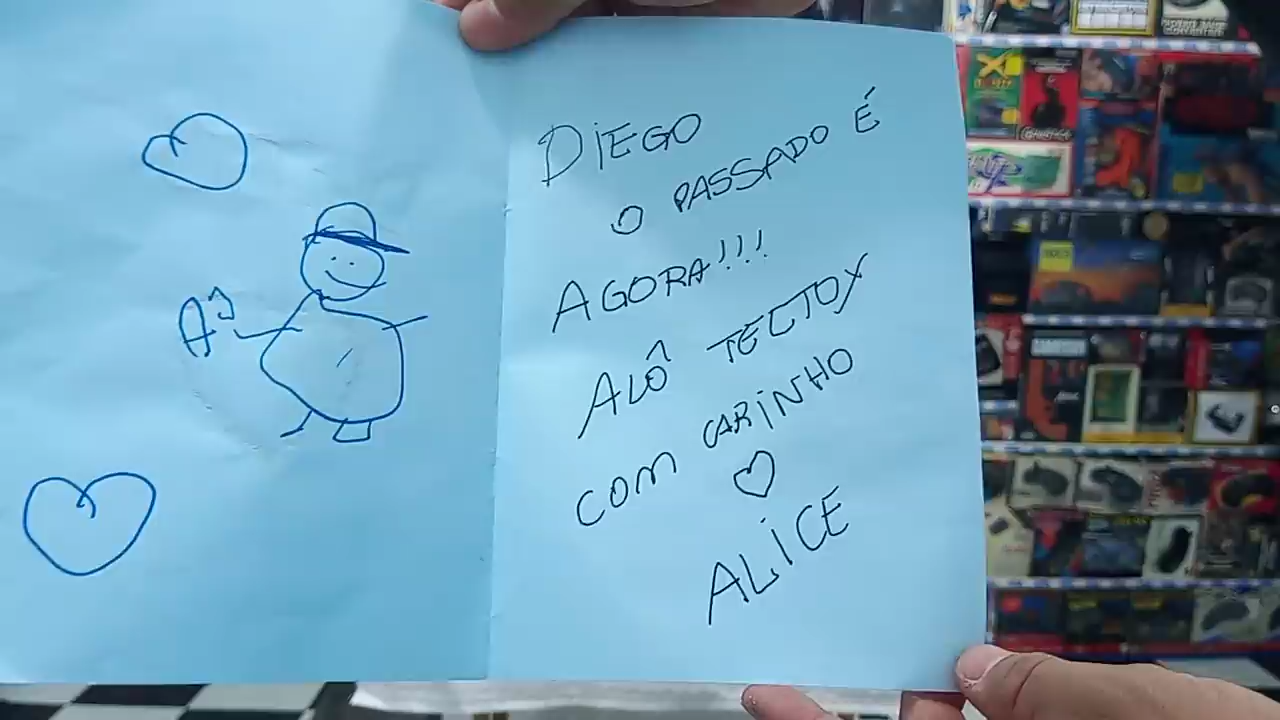 DIEGO
O PASSADO É
AGORA!!!
ALÔ TECTOY
COM CARINHO
ALICE